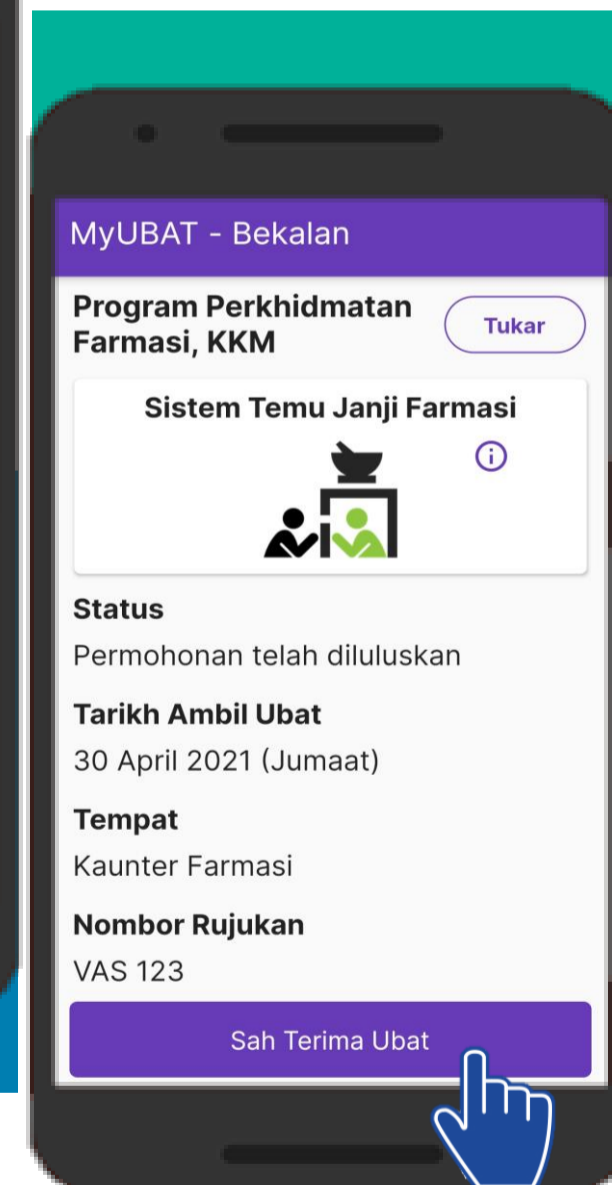 MyUBAT - Bekalan
Program Perkhidmatan
Farmasi, KKM
Tukar
Sistem Temu Janji Farmasi
Status
Permohonan telah diluluskan
Tarikh Ambil Ubat
30 April 2021 (Jumaat)
Tempat
Kaunter Farmasi
Nombor Rujukan
VAS 123
Sah Terima Ubat